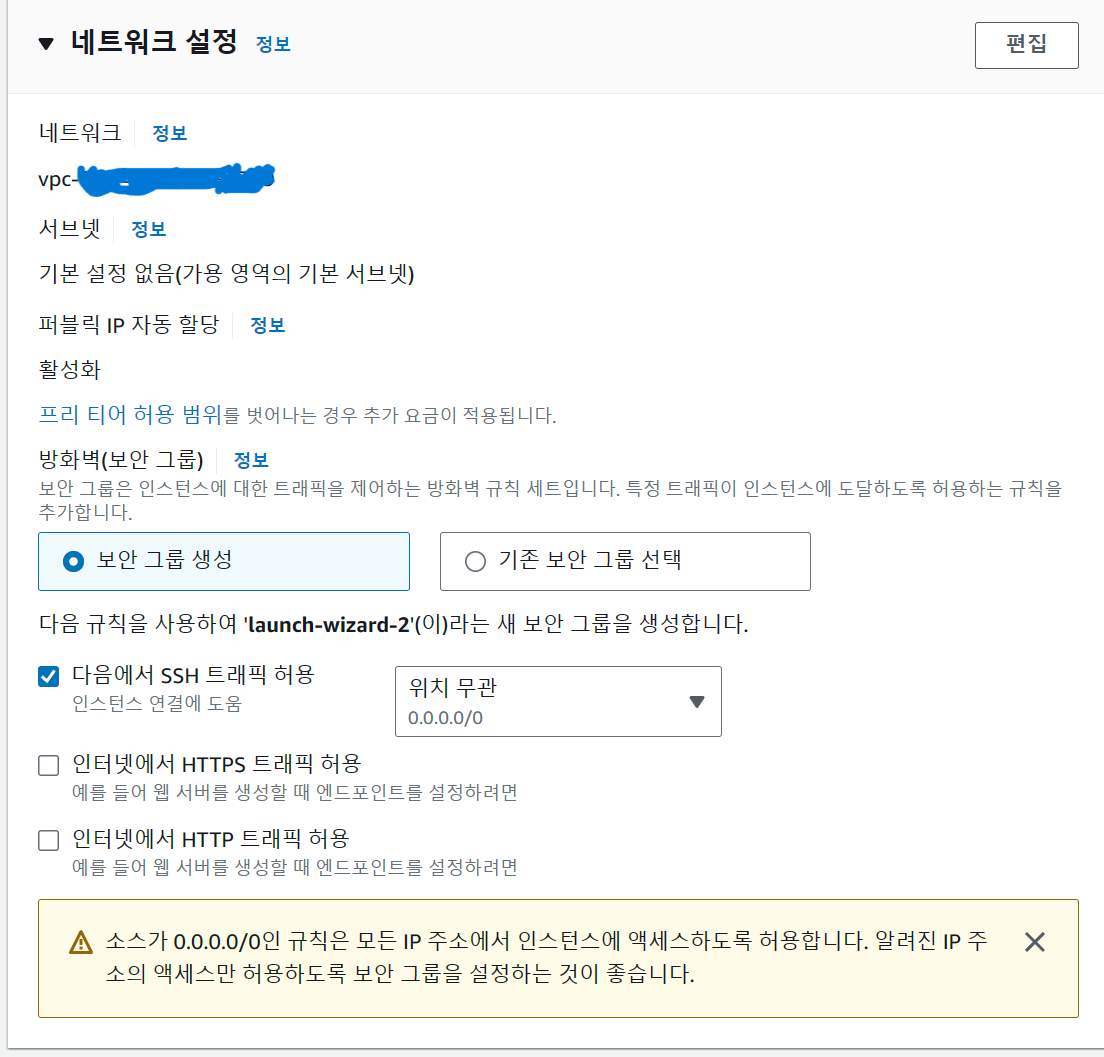 네트워크 설정 정보
편집
네트워크 정보
vpc-
서브넷 정보
기본 설정 없음(가용 영역의 기본 서브넷)
퍼블릭 IP 자동 할당 정보
활성화
프리 티어 허용 범위를 벗어나는 경우 추가 요금이 적용됩니다.
방화벽(보안 그룹) 정보
보안 그룹은 인스턴스에 대한 트래픽을 제어하는 방화벽 규칙 세트입니다. 특정 트래픽이 인스턴스에 도달하도록 허용하는 규칙을
추가합니다.
보안 그룹 생성
기존 보안 그룹 선택
다음 규칙을 사용하여 'launch-wizard-2'(이)라는 새 보안 그룹을 생성합니다.
다음에서 SSH 트래픽 허용
인스턴스 연결에 도움
위치 무관
0.0.0.0/0
인터넷에서 HTTPS 트래픽 허용
예를 들어 웹 서버를 생성할 때 엔드포인트를 설정하려면
인터넷에서 HTTP 트래픽 허용
예를 들어 웹 서버를 생성할 때 엔드포인트를 설정하려면
소스가 0.0.0.0/0인 규칙은 모든 IP 주소에서 인스턴스에 액세스하도록 허용합니다. 알려진 IP 주
소의 액세스만 허용하도록 보안 그룹을 설정하는 것이 좋습니다.